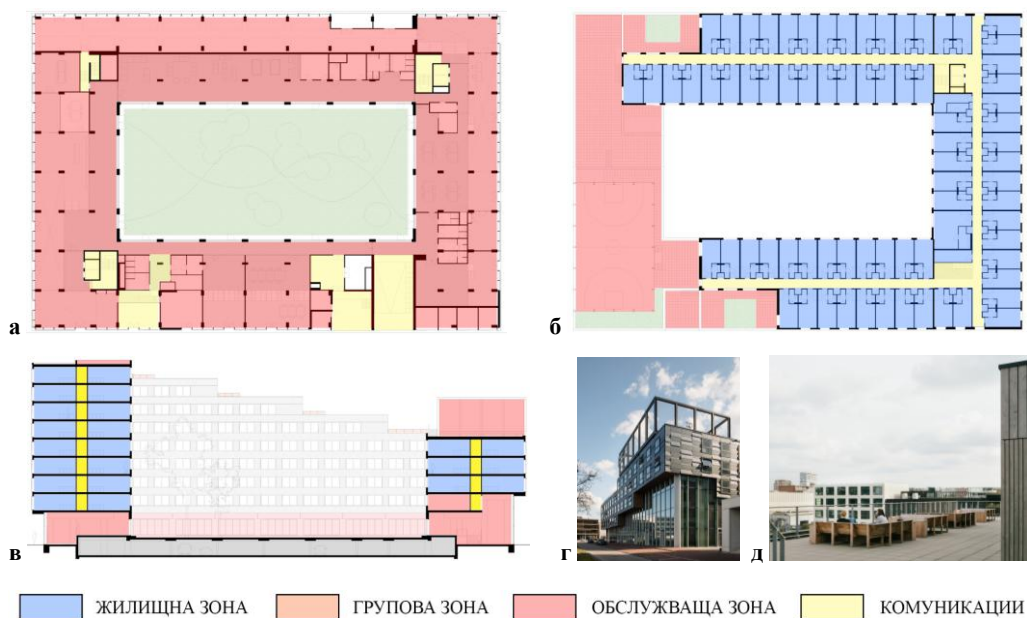 а
б
в
г
д
ЖИЛИЩНА ЗОНА
ГРУПОВА ЗОНА
ОБСЛУЖВАЩА ЗОНА
КОМУНИКАЦИИ